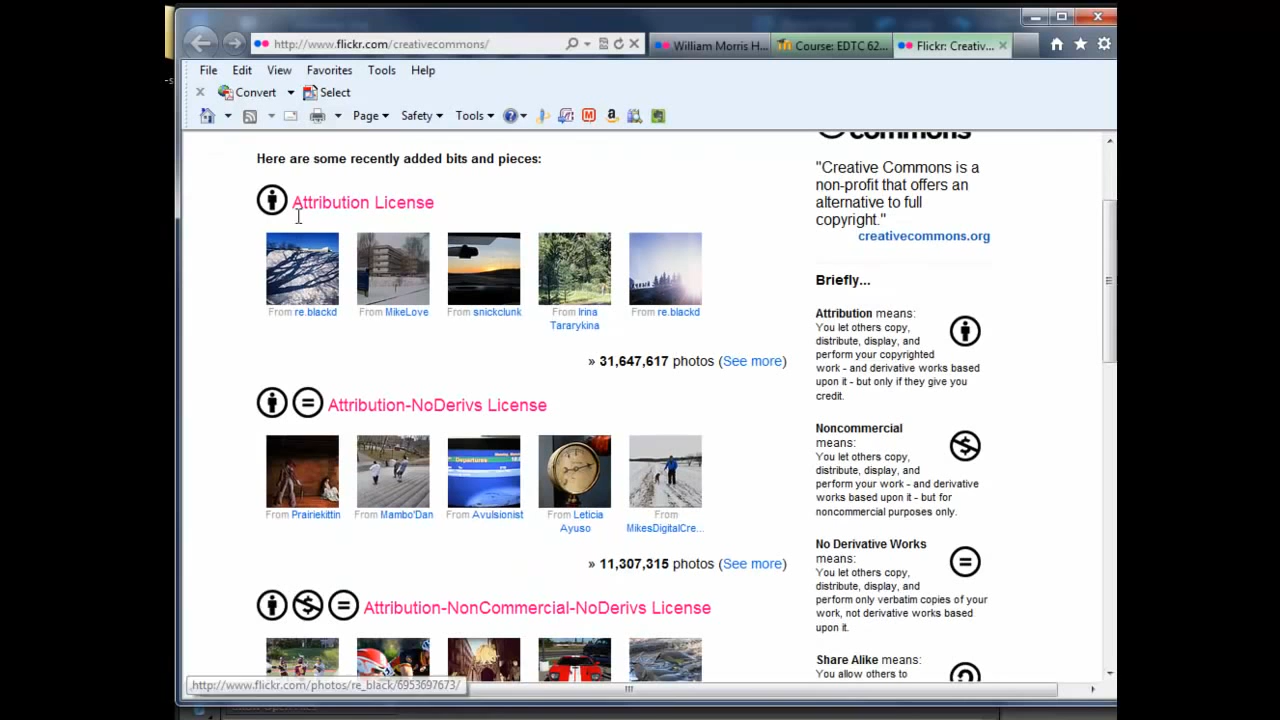 http://www.flickr.com/creativecommons/
William Morris H...
Course: EDTC 62...
Flickr: Creativ...
File Edit View Favorites Tools Help
Convert Select
Page Safety Tools
commons
Here are some recently added bits and pieces:
"Creative Commons is a
non-profit that offers an
alternative to full
copyright."
creativecommons.org
Attribution License
From re.blackd
From MikeLove
From snickclunk
From Irina
Tararykina
From re.blackd
» 31,647,617 photos (See more)
Attribution-NoDerivs License
From Prairiekittin
From Mambo'Dan
From Avulsionist
From Leticia
Ayuso
From
MikesDigitalCre...
» 11,307,315 photos (See more)
Attribution-NonCommercial-NoDerivs License
Briefly...
Attribution means:
You let others copy,
distribute, display, and
perform your copyrighted
work - and derivative works based
upon it - but only if they give you
credit.
Noncommercial
means:
You let others copy,
distribute, display, and
perform your work - and derivative
works based upon it - but for
noncommercial purposes only.
No Derivative Works
means:
You let others copy,
distribute, display, and
perform only verbatim copies of your
work, not derivative works based
upon it.
Share Alike means:
You allow others to
http://www.flickr.com/photos/re_black/6953697673/